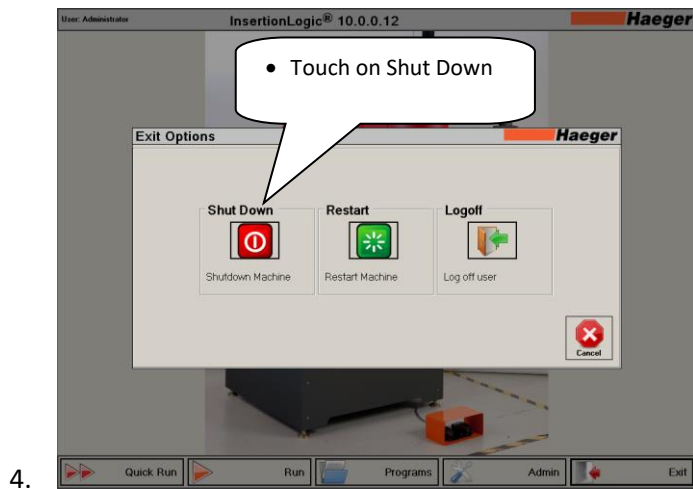 User: Administrator InsertionLogic® 10.0.0.12 Haeger
• Touch on Shut Down
Exit Options Haeger
Shut Down Restart Logoff
Shutdown Machine Restart Machine Log off user
Cancel
4. Quick Run Run Programs Admin Exit